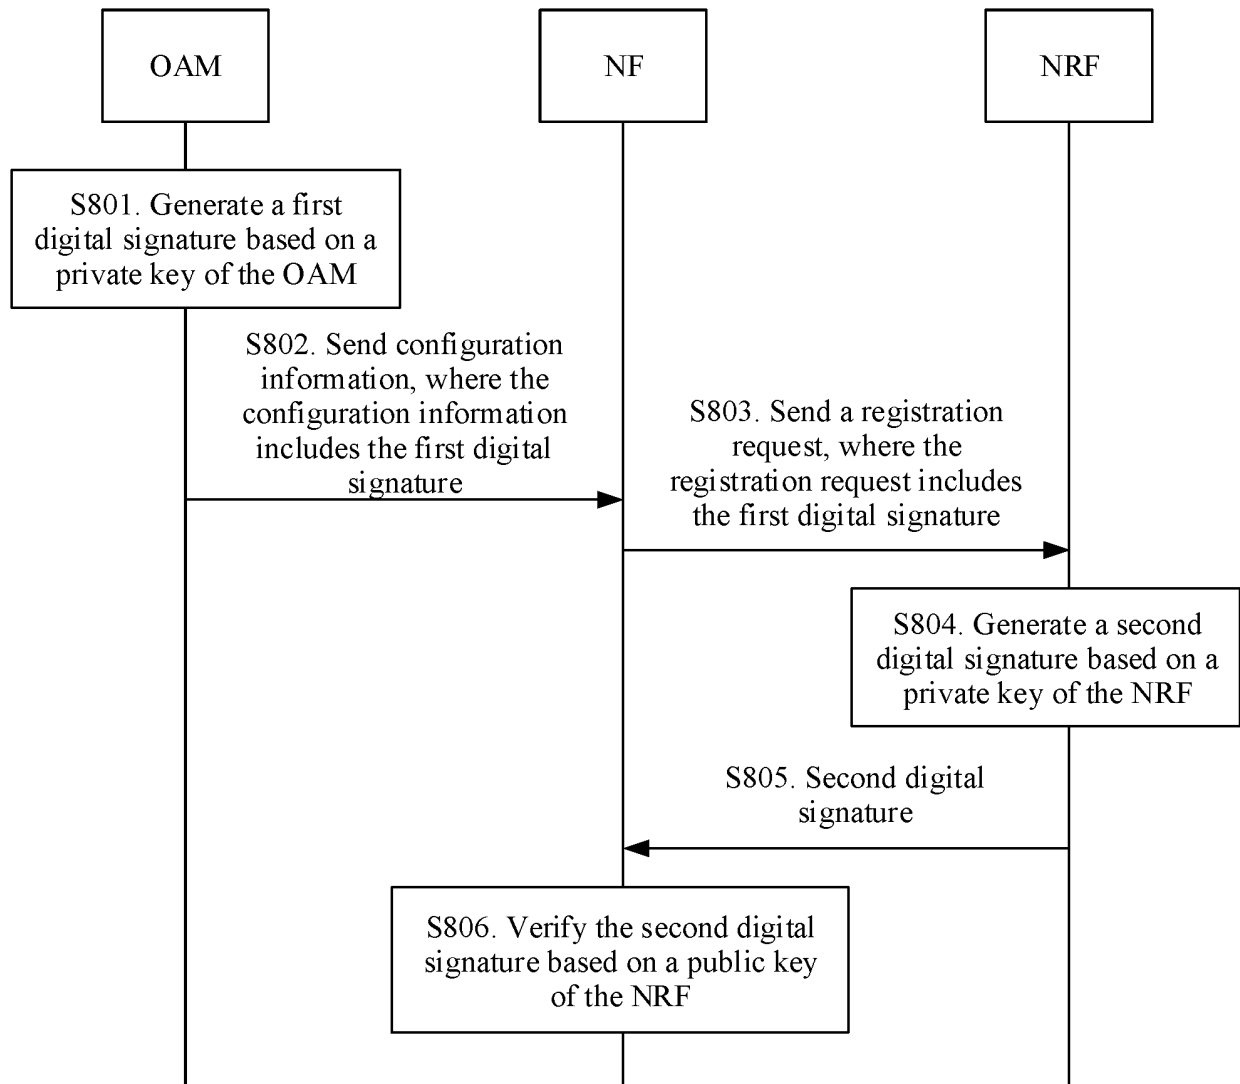 OAM
NF
NRF
S801. Generate a first
digital signature based on a
private key of the OAM
S802. Send configuration
information, where the
configuration information
includes the first digital
signature
S803. Send a registration
request, where the
registration request includes
the first digital signature
S804. Generate a second
digital signature based on a
private key of the NRF
S805. Second digital
signature
S806. Verify the second digital
signature based on a public key
of the NRF